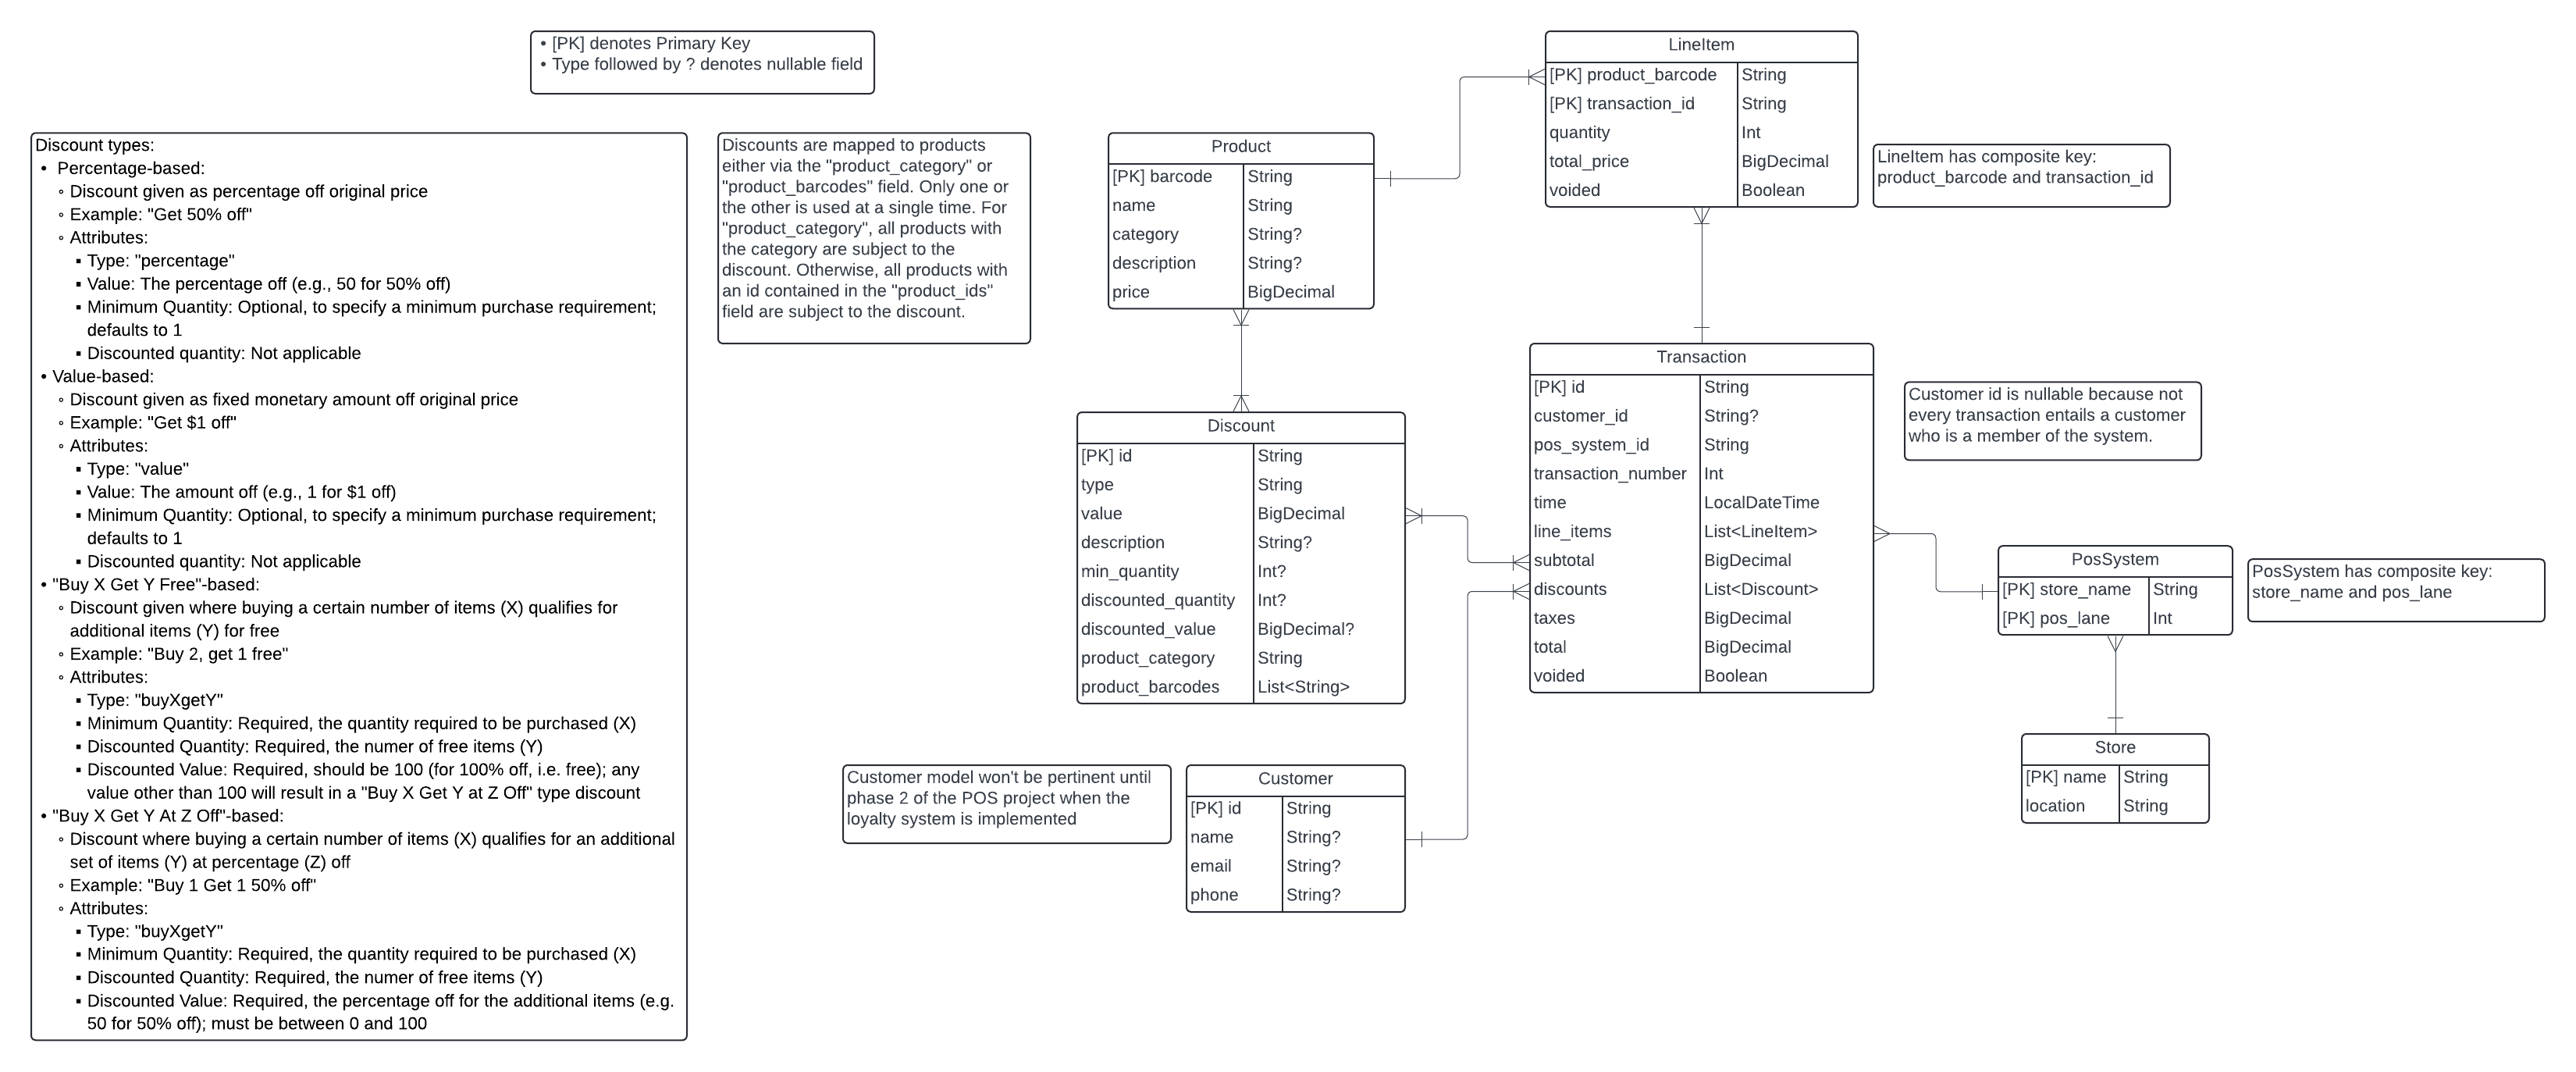 • [PK] denotes Primary Key
• Type followed by ? denotes nullable field
Discount types:
• Percentage-based:
◦ Discount given as percentage off original price
◦ Example: "Get 50% off"
◦ Attributes:
▪ Type: "percentage"
▪ Value: The percentage off (e.g., 50 for 50% off)
▪ Minimum Quantity: Optional, to specify a minimum purchase requirement;
defaults to 1
▪ Discounted quantity: Not applicable
• Value-based:
◦ Discount given as fixed monetary amount off original price
◦ Example: "Get $1 off"
◦ Attributes:
▪ Type: "value"
▪ Value: The amount off (e.g., 1 for $1 off)
▪ Minimum Quantity: Optional, to specify a minimum purchase requirement;
defaults to 1
▪ Discounted quantity: Not applicable
• "Buy X Get Y Free"-based:
◦ Discount given where buying a certain number of items (X) qualifies for
additional items (Y) for free
◦ Example: "Buy 2, get 1 free"
◦ Attributes:
▪ Type: "buyXgetY"
▪ Minimum Quantity: Required, the quantity required to be purchased (X)
▪ Discounted Quantity: Required, the numer of free items (Y)
▪ Discounted Value: Required, should be 100 (for 100% off, i.e. free); any
value other than 100 will result in a "Buy X Get Y at Z Off" type discount
• "Buy X Get Y At Z Off"-based:
◦ Discount where buying a certain number of items (X) qualifies for an additional
set of items (Y) at percentage (Z) off
◦ Example: "Buy 1 Get 1 50% off"
◦ Attributes:
▪ Type: "buyXgetY"
▪ Minimum Quantity: Required, the quantity required to be purchased (X)
▪ Discounted Quantity: Required, the numer of free items (Y)
▪ Discounted Value: Required, the percentage off for the additional items (e.g.
50 for 50% off); must be between 0 and 100
Discounts are mapped to products
either via the "product_category" or
"product_barcodes" field. Only one or
the other is used at a single time. For
"product_category", all products with
the category are subject to the
discount. Otherwise, all products with
an id contained in the "product_ids"
field are subject to the discount.
Product
[PK] barcode String
name String
category String?
description String?
price BigDecimal
Discount
[PK] id String
type String
value BigDecimal
description String?
min_quantity Int?
discounted_quantity Int?
discounted_value BigDecimal?
product_category String
product_barcodes List<String>
Customer model won't be pertinent until
phase 2 of the POS project when the
loyalty system is implemented
Customer
[PK] id String
name String?
email String?
phone String?
LineItem
[PK] product_barcode String
[PK] transaction_id String
quantity Int
total_price BigDecimal
voided Boolean
LineItem has composite key:
product_barcode and transaction_id
Transaction
[PK] id String
customer_id String?
pos_system_id String
transaction_number Int
time LocalDateTime
line_items List<LineItem>
subtotal BigDecimal
discounts List<Discount>
taxes BigDecimal
total BigDecimal
voided Boolean
Customer id is nullable because not
every transaction entails a customer
who is a member of the system.
PosSystem
[PK] store_name String
[PK] pos_lane Int
PosSystem has composite key:
store_name and pos_lane
Store
[PK] name String
location String